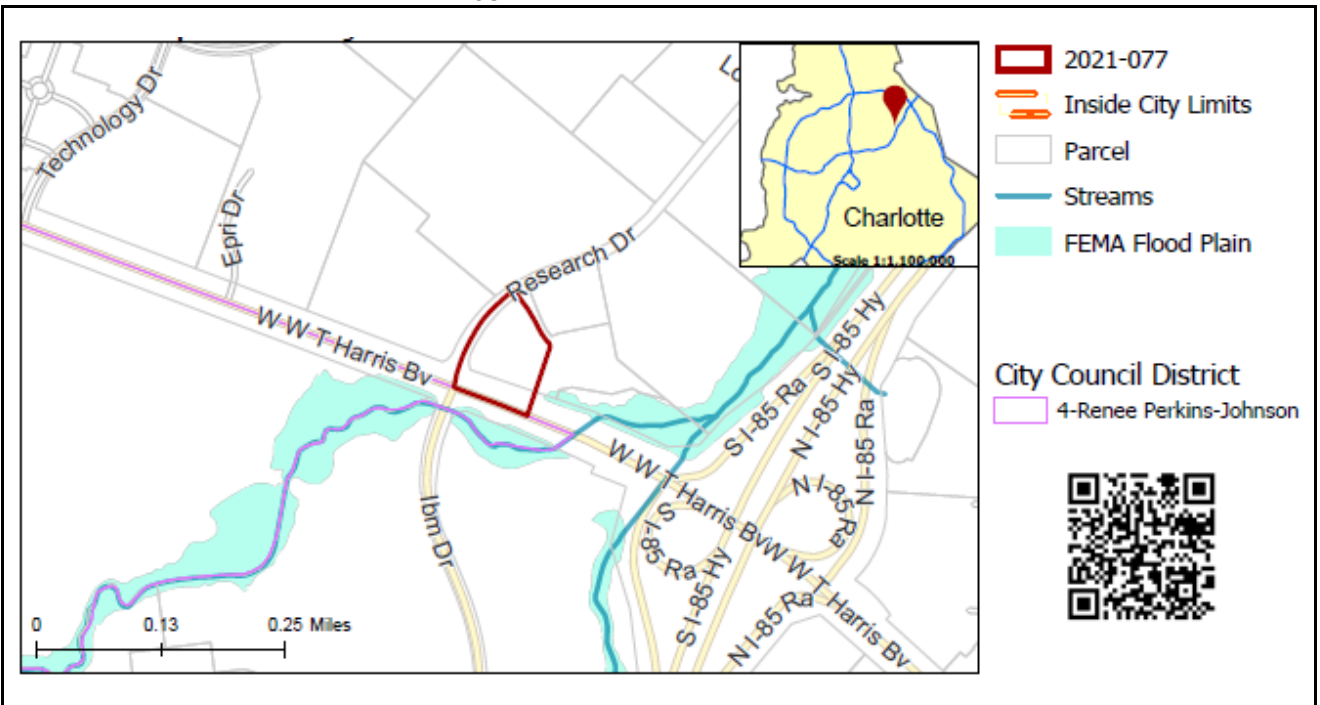 2021-077
Inside City Limits
Parcel
Streams
FEMA Flood Plain
City Council District
4-Renee Perkins-Johnson
Charlotte
Scale 1:1,100,000
Lo
Technology Dr
Epri Dr
Research Dr
W W T Harris Bv
Ibm Dr
S I-85 Hy
S I-85 Ra
N I-85 Hy
N I-85 Ra
W W T Harris Bv
N I-85 Ra
S I-85 Ra
S I-85 Hy
W W T Harris Bv
N I-85 Ra
0 0.13 0.25 Miles